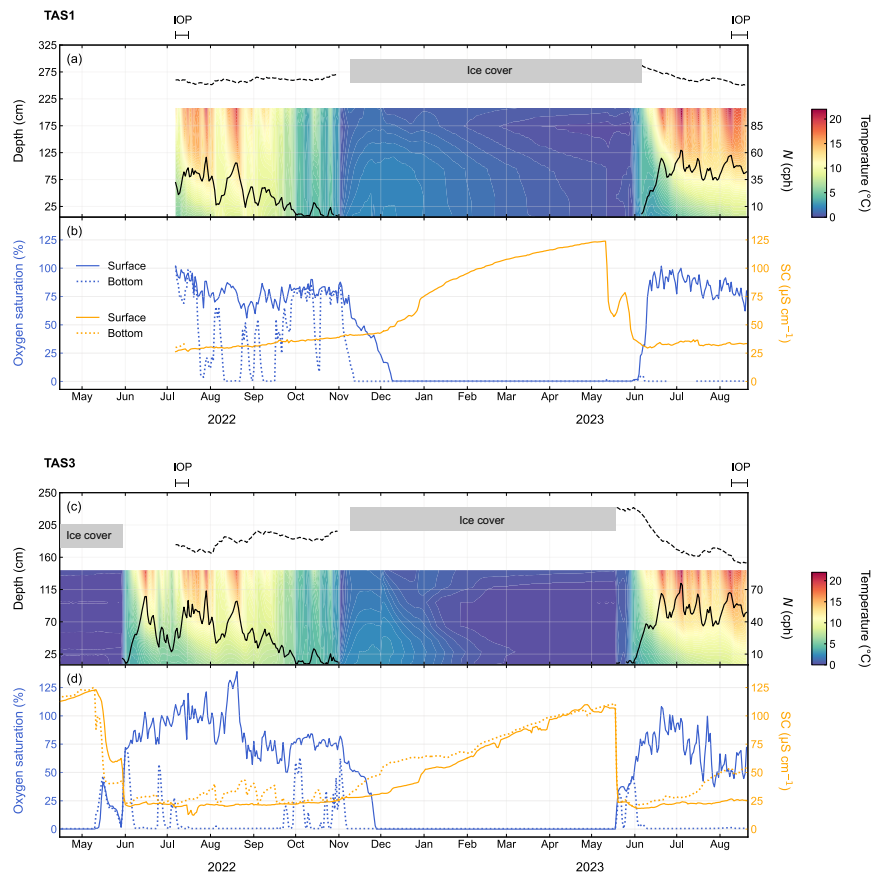 TAS1
IOP
IOP
(a)
Ice cover
325
275
225
175
125
75
25
Depth (cm)
85
60
35
10
N (cph)
20
15
10
5
0
Temperature (°C)
(b)
Surface
Bottom
Surface
Bottom
125
100
75
50
25
0
Oxygen saturation (%)
125
100
75
50
25
0
SC (µS cm⁻¹)
May Jun Jul Aug Sep Oct Nov Dec Jan Feb Mar Apr May Jun Jul Aug
2022 2023
TAS3
IOP
IOP
(c)
Ice cover
Ice cover
250
205
160
115
70
25
Depth (cm)
70
40
10
N (cph)
20
15
10
5
0
Temperature (°C)
(d)
125
100
75
50
25
0
Oxygen saturation (%)
125
100
75
50
25
0
SC (µS cm⁻¹)
May Jun Jul Aug Sep Oct Nov Dec Jan Feb Mar Apr May Jun Jul Aug
2022 2023